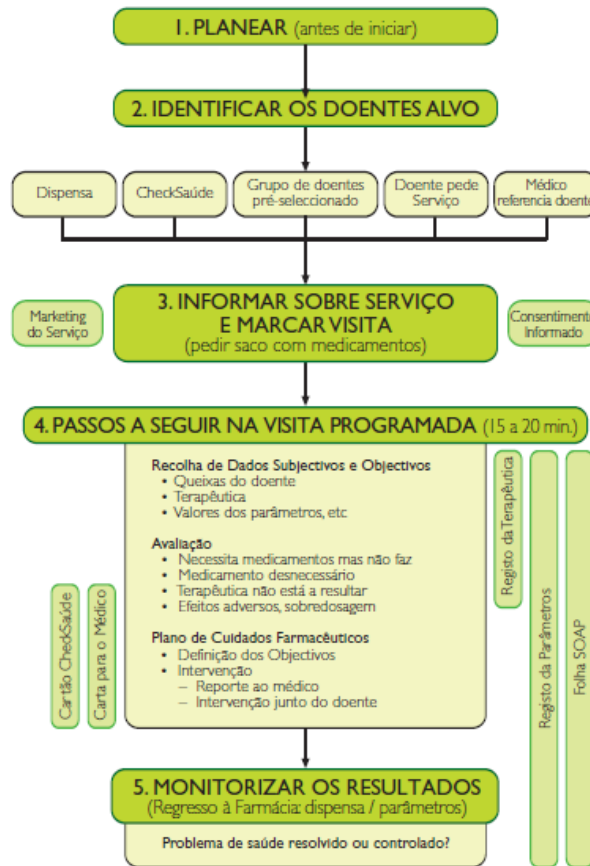 1. PLANEAR (antes de iniciar)
2. IDENTIFICAR OS DOENTES ALVO
Dispensa
CheckSaúde
Grupo de doentes
pré-seleccionado
Doente pede
Serviço
Médico
referencia doente
Marketing
do Serviço
3. INFORMAR SOBRE SERVIÇO
E MARCAR VISITA
(pedir saco com medicamentos)
Consentimento
Informado
4. PASSOS A SEGUIR NA VISITA PROGRAMADA (15 a 20 min.)
Recolha de Dados Subjectivos e Objectivos
• Queixas do doente
• Terapêutica
• Valores dos parâmetros, etc
Avaliação
• Necessita medicamentos mas não faz
• Medicamento desnecessário
• Terapêutica não está a resultar
• Efeitos adversos, sobredosagem
Plano de Cuidados Farmacêuticos
• Definição dos Objectivos
• Intervenção
– Reporte ao médico
– Intervenção junto do doente
Cartão CheckSaúde
Carta para o Médico
Registo da Terapêutica
Registo da Parâmetros
Folha SOAP
5. MONITORIZAR OS RESULTADOS
(Regresso à Farmácia: dispensa / parâmetros)
Problema de saúde resolvido ou controlado?